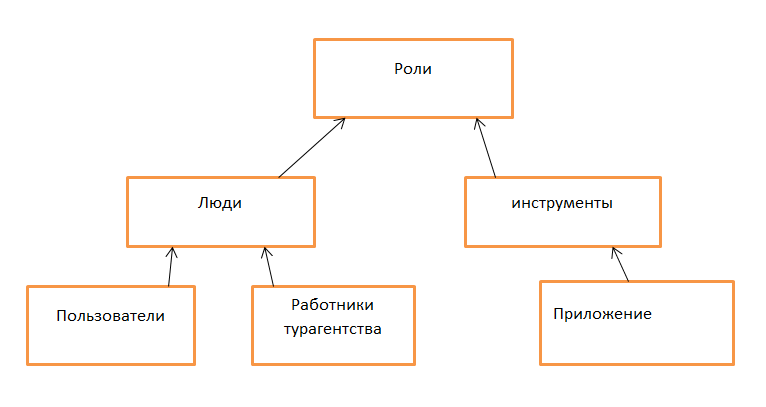 Роли
Люди
инструменты
Пользователи
Работники
турагентства
Приложение